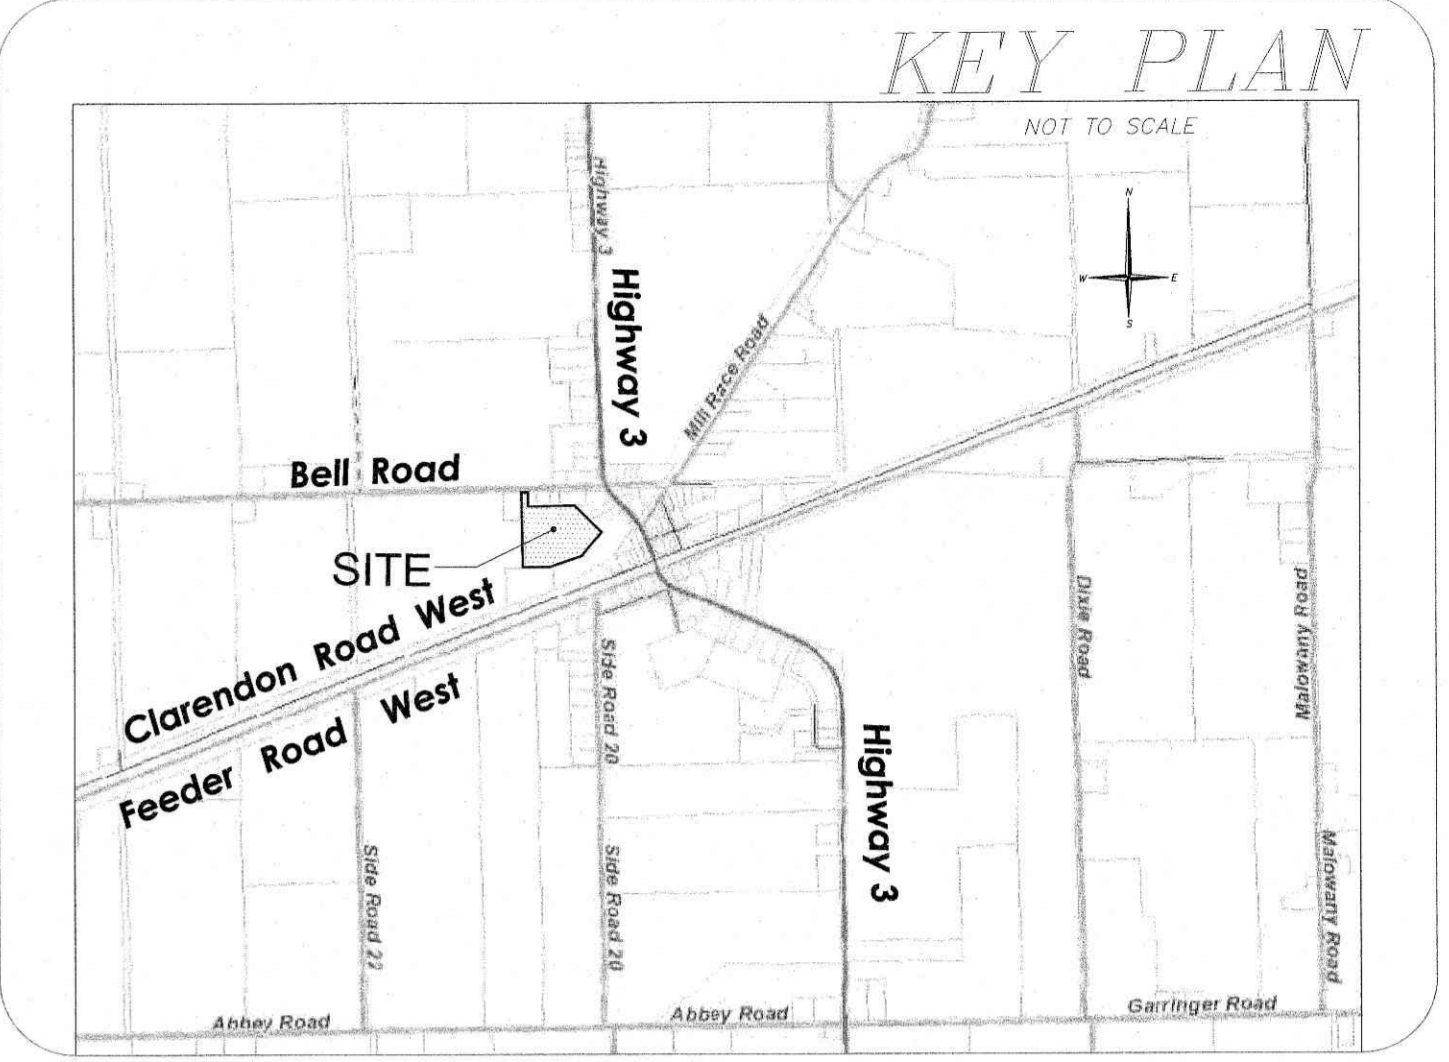 KEY PLAN
NOT TO SCALE
N
W E
S
Highway 3
Highway 3
Mill Race Road
Bell Road
SITE
Clarendon Road West
Feeder Road West
Side Road 20
Dixie Road
Malowany Road
Highway 3
Side Road 22
Side Road 20
Malowany Road
Abbey Road
Abbey Road
Garringer Road